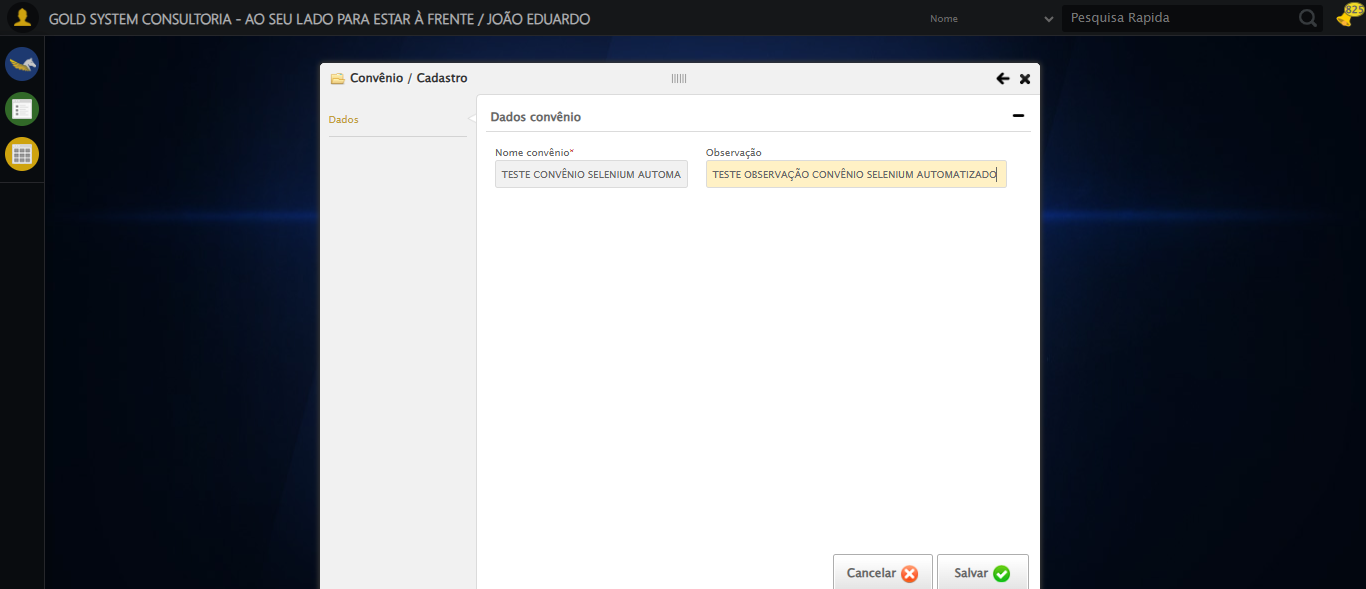 GOLD SYSTEM CONSULTORIA - AO SEU LADO PARA ESTAR À FRENTE / JOÃO EDUARDO
Nome
Pesquisa Rapida
825
Convênio / Cadastro
Dados
Dados convênio
Nome convênio*
Observação
TESTE CONVÊNIO SELENIUM AUTOMA
TESTE OBSERVAÇÃO CONVÊNIO SELENIUM AUTOMATIZADO
Cancelar
Salvar